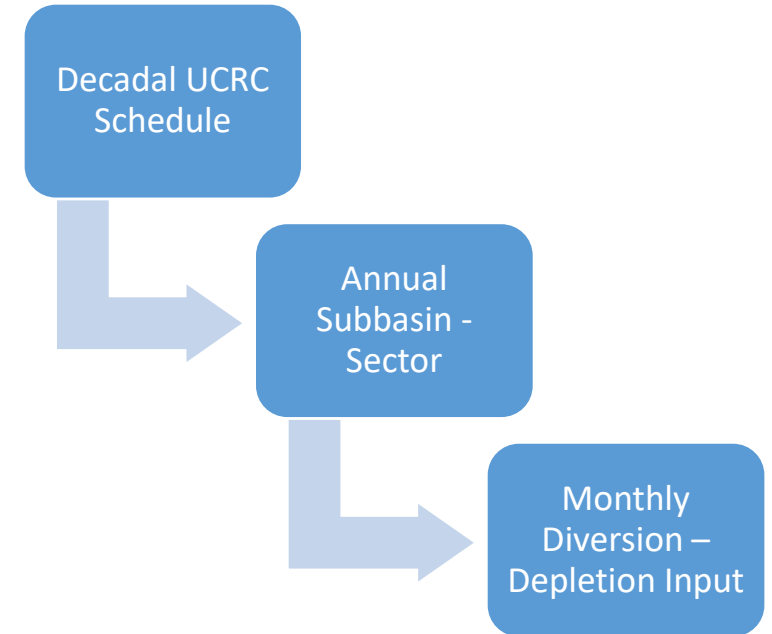 Decadal UCRC
Schedule
Annual
Subbasin -
Sector
Monthly
Diversion –
Depletion Input